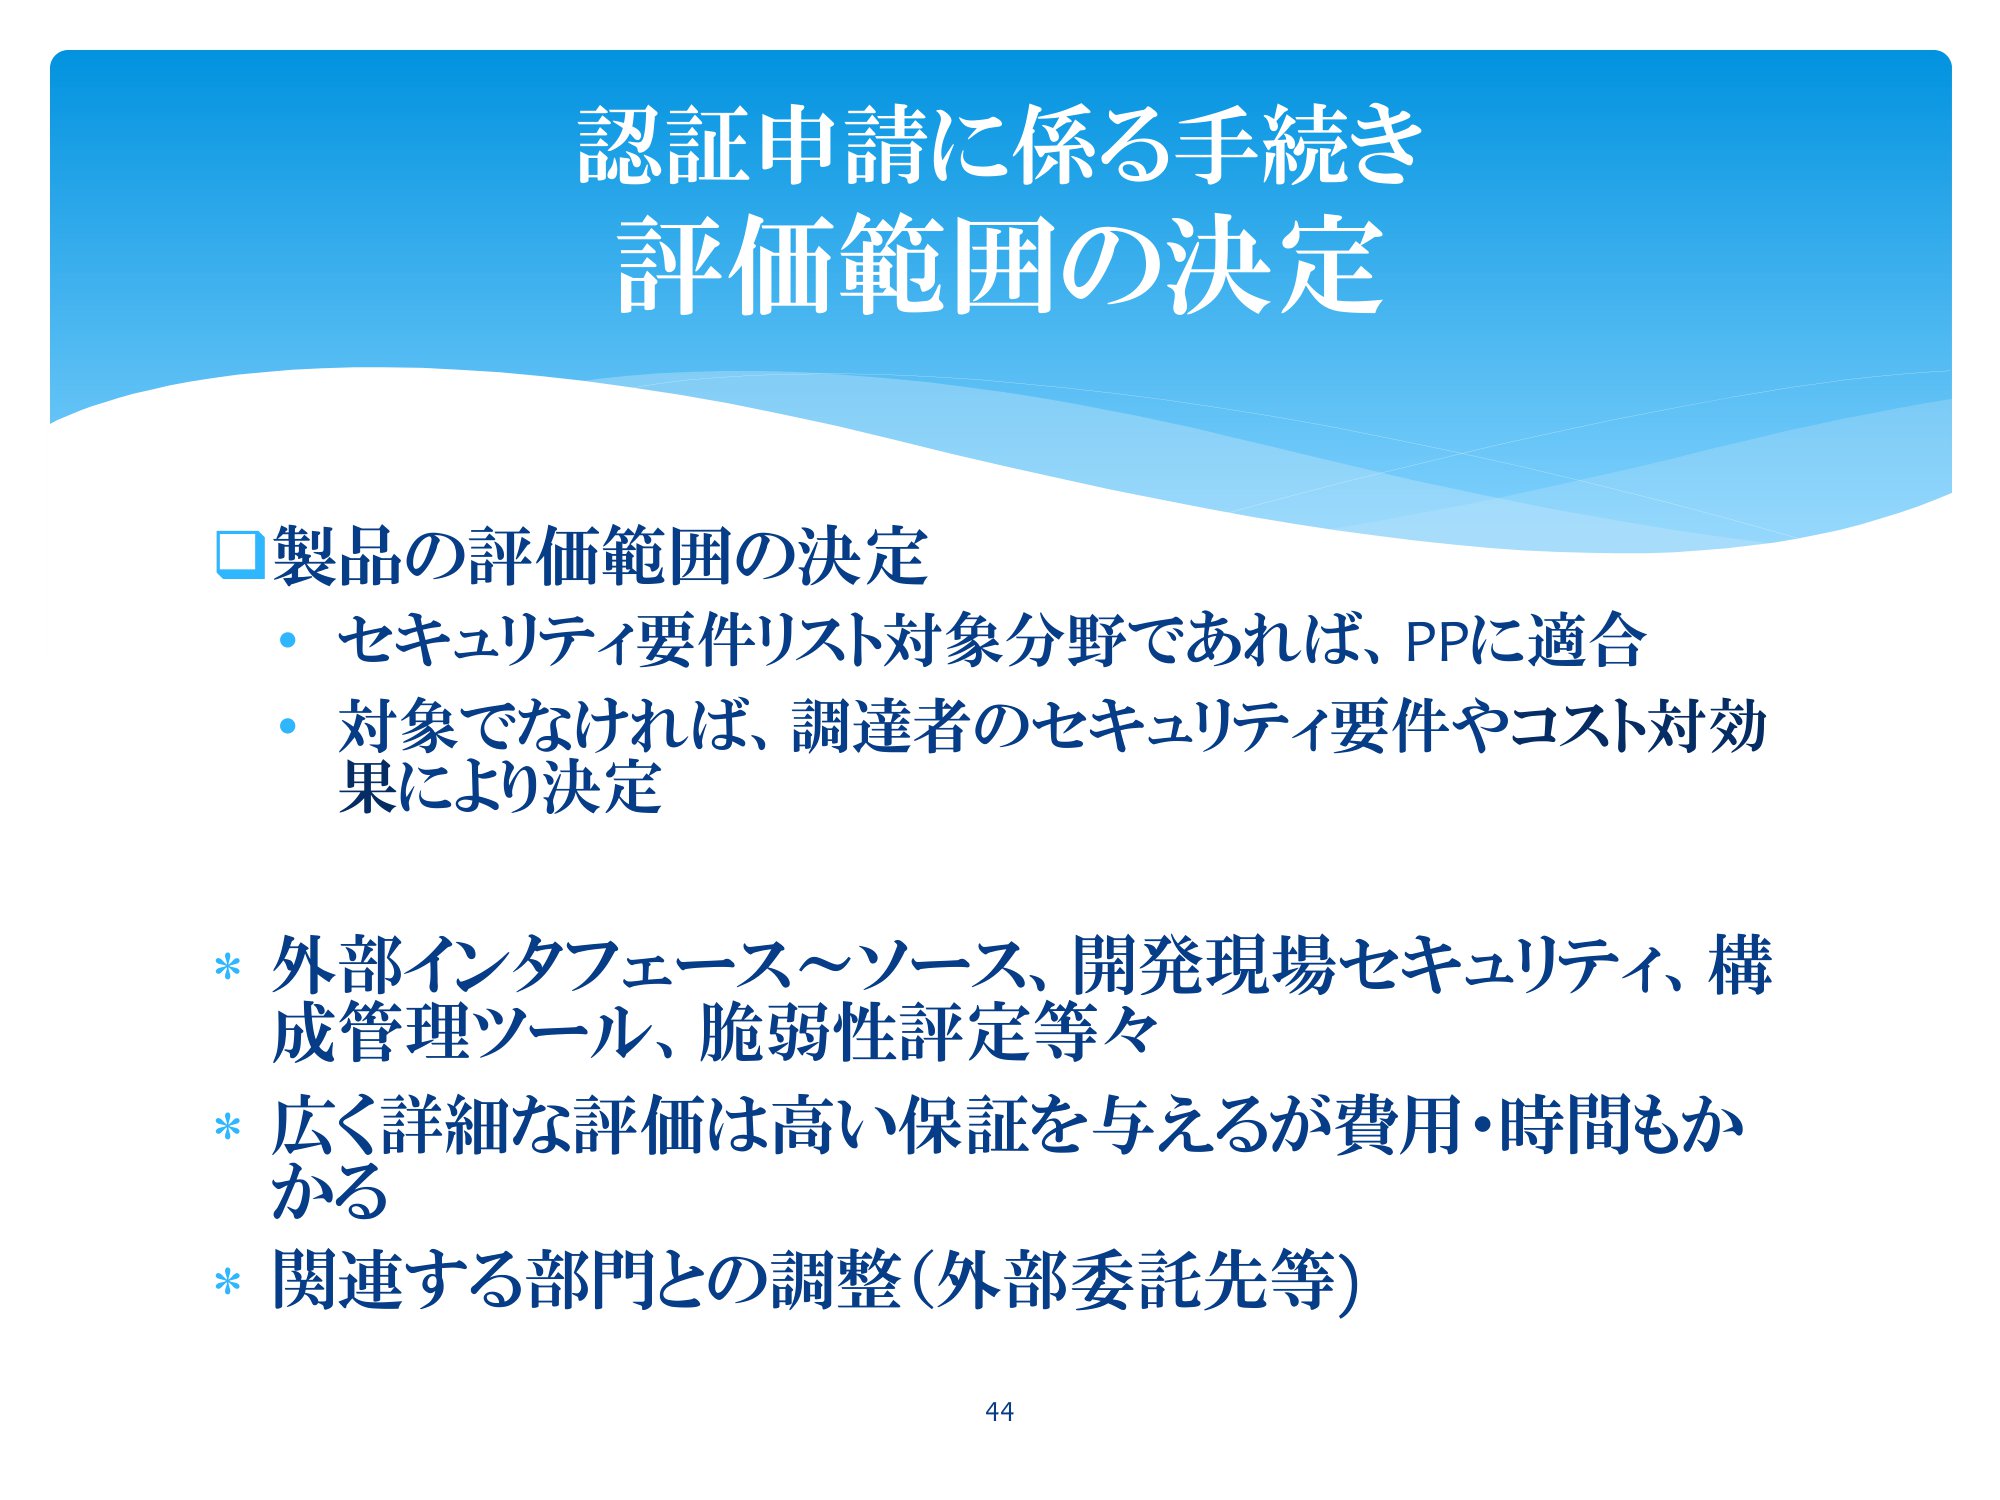 認証申請に係る手続き
評価範囲の決定
❑製品の評価範囲の決定
• セキュリティ要件リスト対象分野であれば、PPに適合
• 対象でなければ、調達者のセキュリティ要件やコスト対効
果により決定
* 外部インタフェース～ソース、開発現場セキュリティ、構
成管理ツール、脆弱性評定等々
* 広く詳細な評価は高い保証を与えるが費用・時間もか
かる
* 関連する部門との調整（外部委託先等)
44